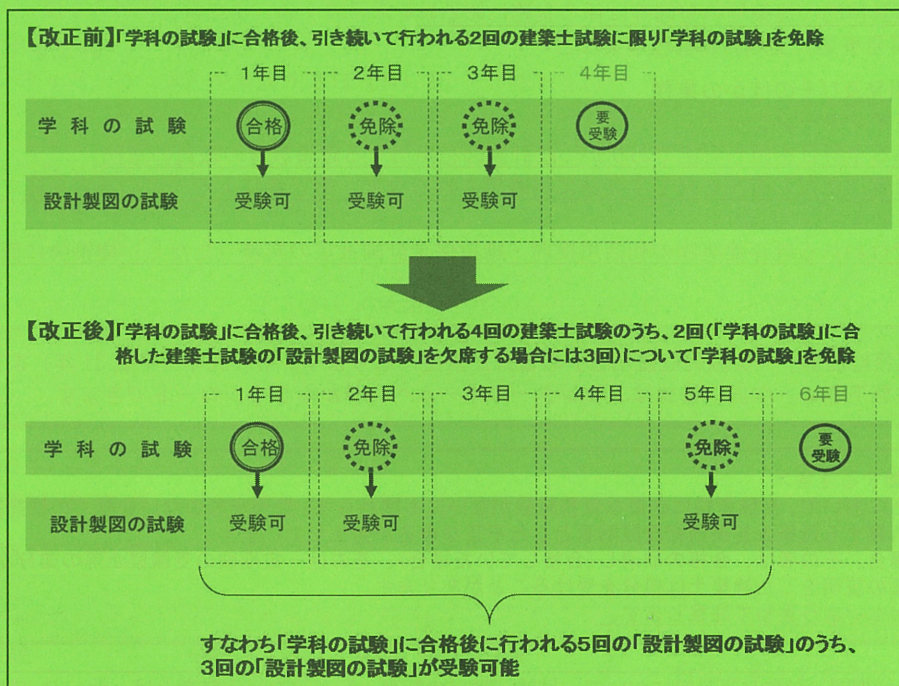 【改正前】「学科の試験」に合格後、引き続いて行われる2回の建築士試験に限り「学科の試験」を免除
1年目 2年目 3年目 4年目
学科の試験 合格 免除 免除 要受験
設計製図の試験 受験可 受験可 受験可
【改正後】「学科の試験」に合格後、引き続いて行われる4回の建築士試験のうち、2回(「学科の試験」に合
格した建築士試験の「設計製図の試験」を欠席する場合には3回)について「学科の試験」を免除
1年目 2年目 3年目 4年目 5年目 6年目
学科の試験 合格 免除 免除 要受験
設計製図の試験 受験可 受験可 受験可
すなわち「学科の試験」に合格後に行われる5回の「設計製図の試験」のうち、
3回の「設計製図の試験」が受験可能